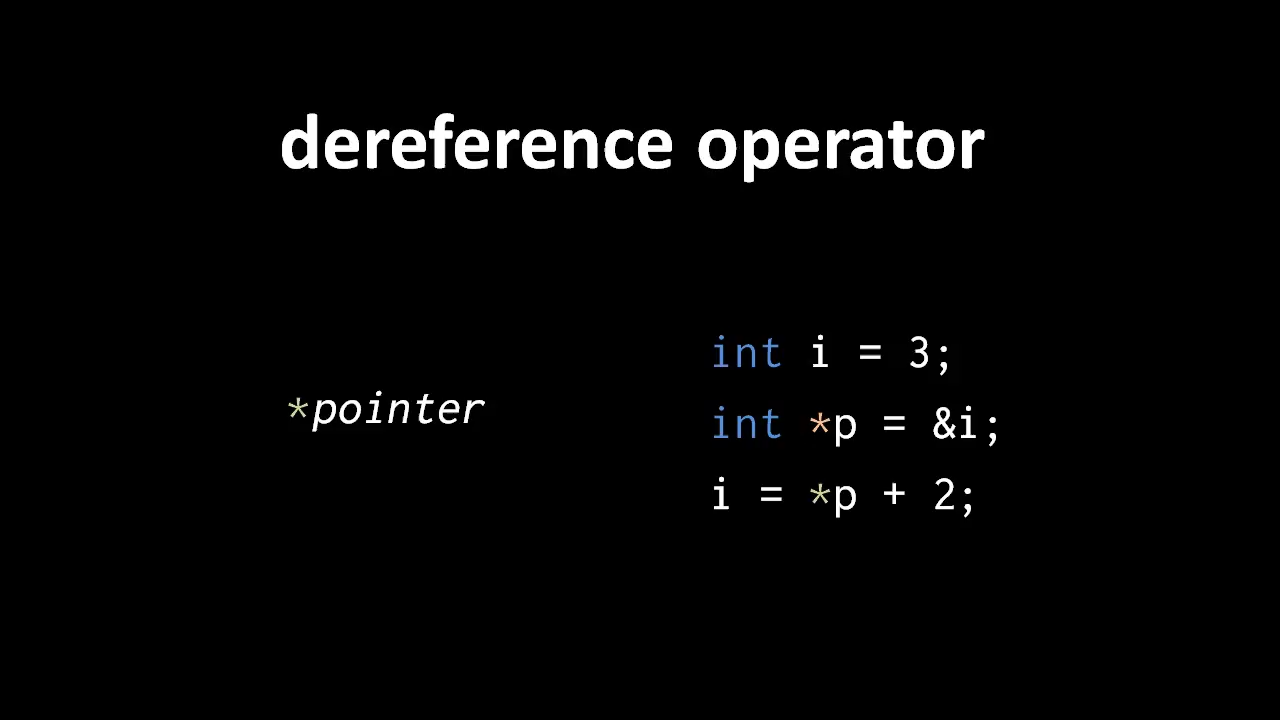 dereference operator
*pointer
int i = 3;
int *p = &i;
i = *p + 2;